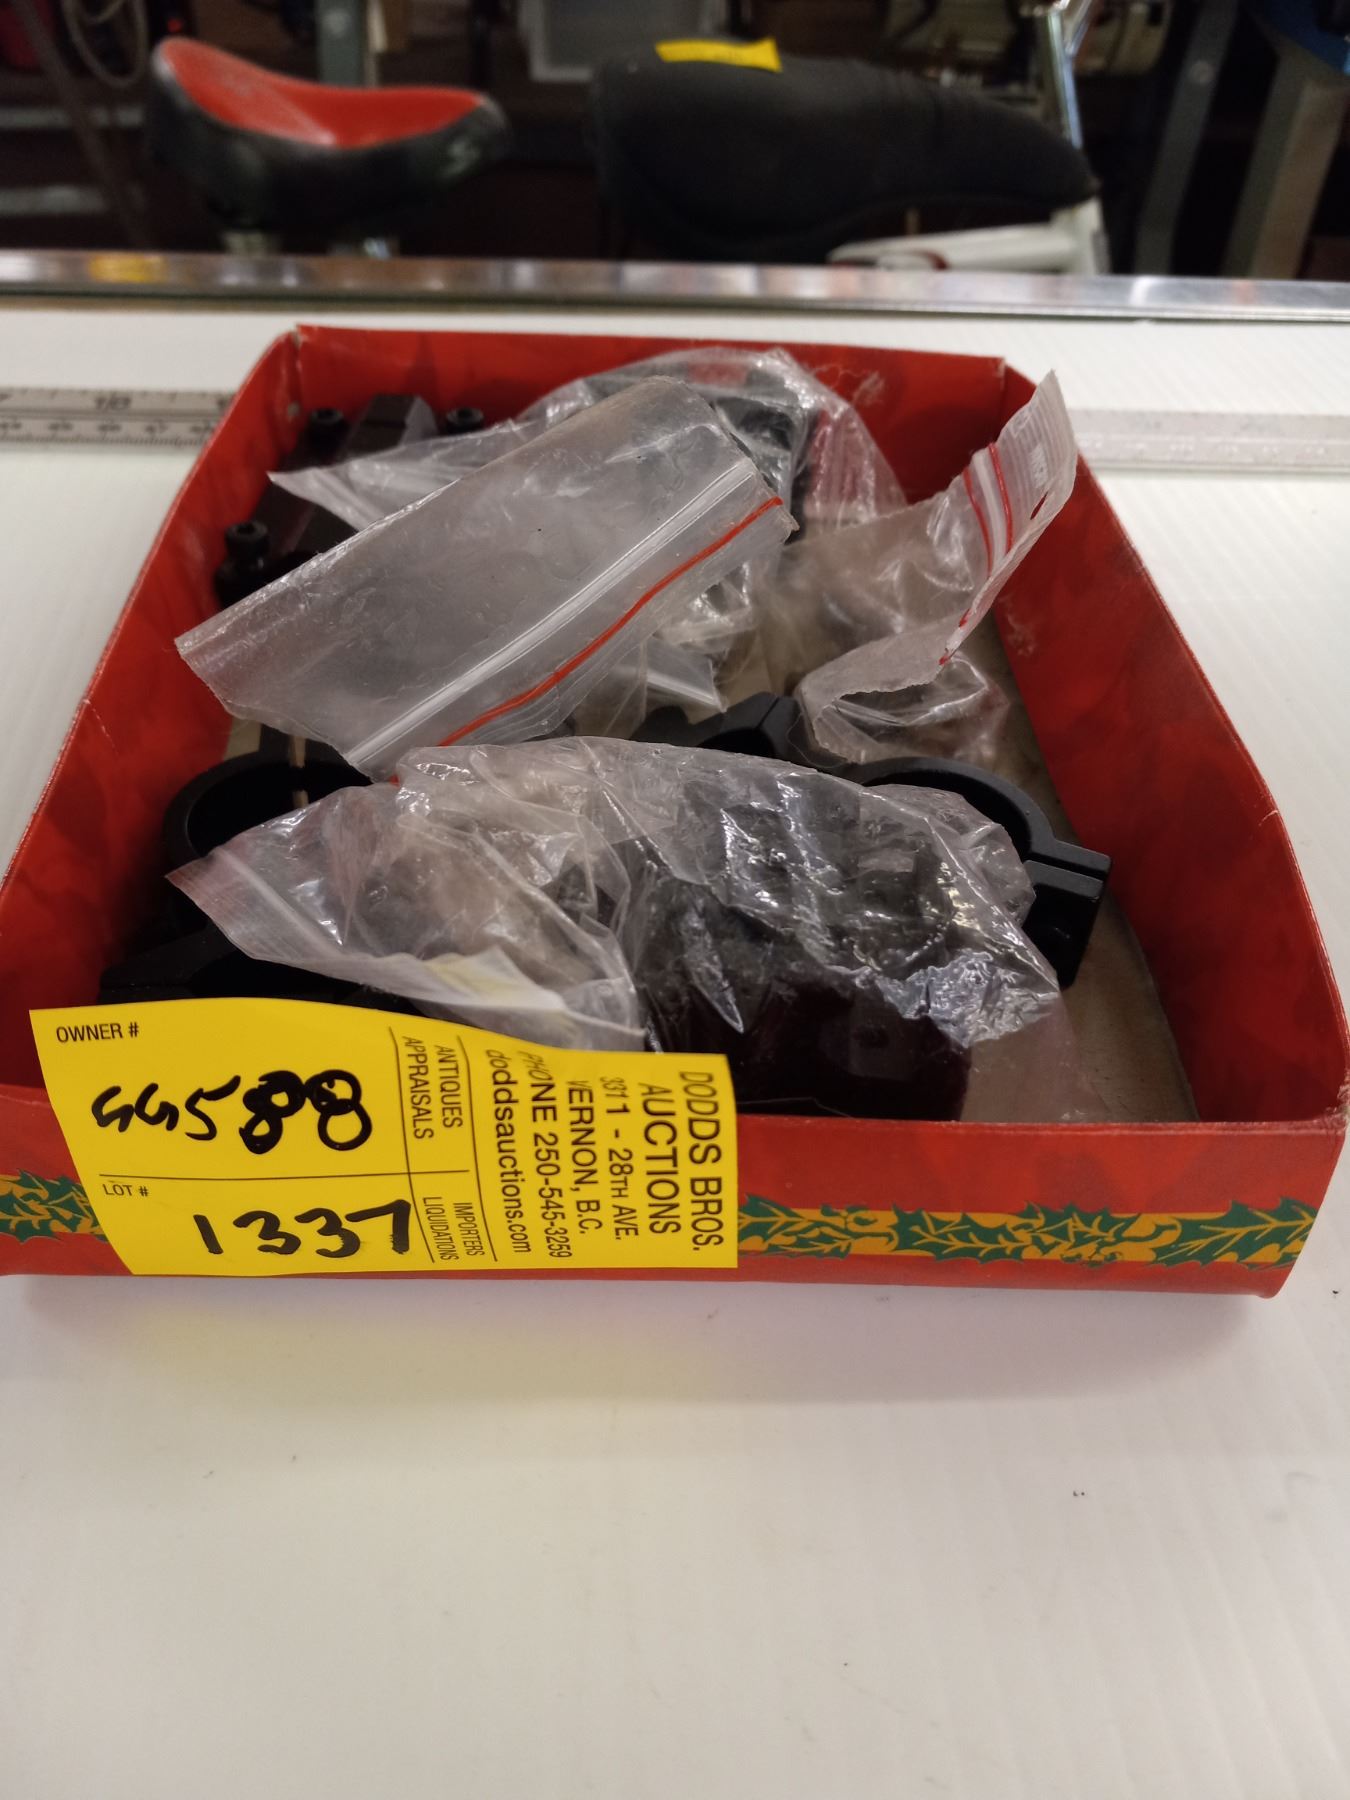 OWNER #
LOT #
1337
ANTIQUES
APPRAISALS
IMPORTERS
LIQUIDATIONS
DODDS BROS.
AUCTIONS
3311 - 28TH AVE.
VERNON, B.C.
PHONE 250-545-3259
doddsauctions.com